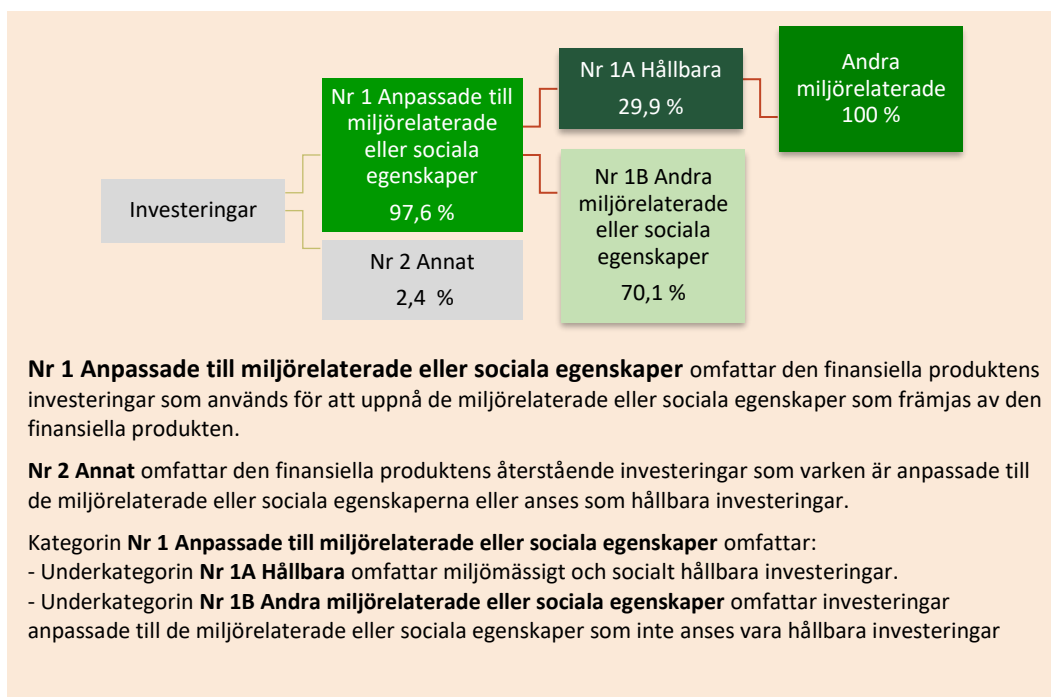 Investeringar
Nr 1 Anpassade till
miljörelaterade
eller sociala
egenskaper
97,6 %
Nr 2 Annat
2,4 %
Nr 1A Hållbara
29,9 %
Nr 1B Andra
miljörelaterade
eller sociala
egenskaper
70,1 %
Andra
miljörelaterade
100 %
Nr 1 Anpassade till miljörelaterade eller sociala egenskaper omfattar den finansiella produktens
investeringar som används för att uppnå de miljörelaterade eller sociala egenskaper som främjas av den
finansiella produkten.
Nr 2 Annat omfattar den finansiella produktens återstående investeringar som varken är anpassade till
de miljörelaterade eller sociala egenskaperna eller anses som hållbara investeringar.
Kategorin Nr 1 Anpassade till miljörelaterade eller sociala egenskaper omfattar:
- Underkategorin Nr 1A Hållbara omfattar miljömässigt och socialt hållbara investeringar.
- Underkategorin Nr 1B Andra miljörelaterade eller sociala egenskaper omfattar investeringar
anpassade till de miljörelaterade eller sociala egenskaper som inte anses vara hållbara investeringar